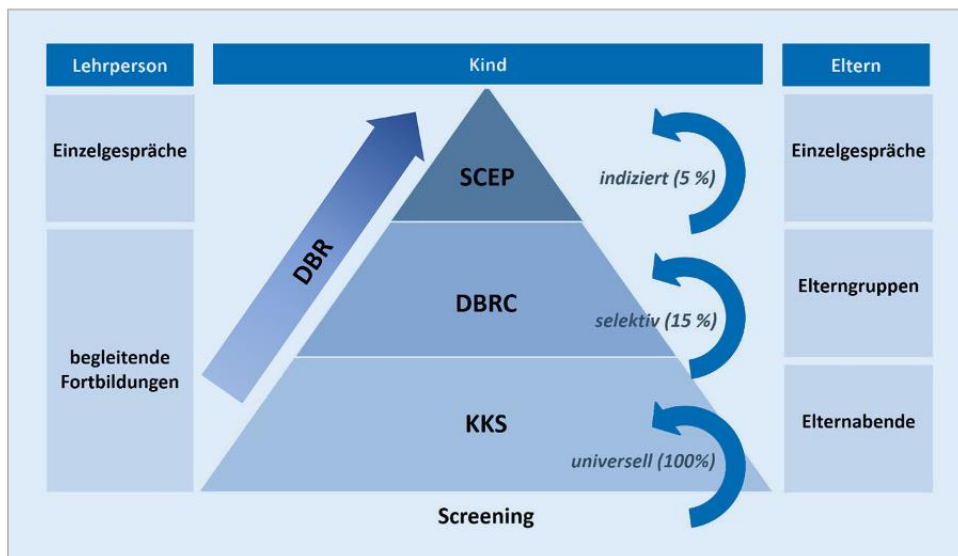 Lehrperson
Kind
Eltern
Einzelgespräche
begleitende
Fortbildungen
DBR
SCEP
DBRC
KKS
indiziert (5 %)
selektiv (15 %)
universell (100%)
Screening
Einzelgespräche
Elterngruppen
Elternabende